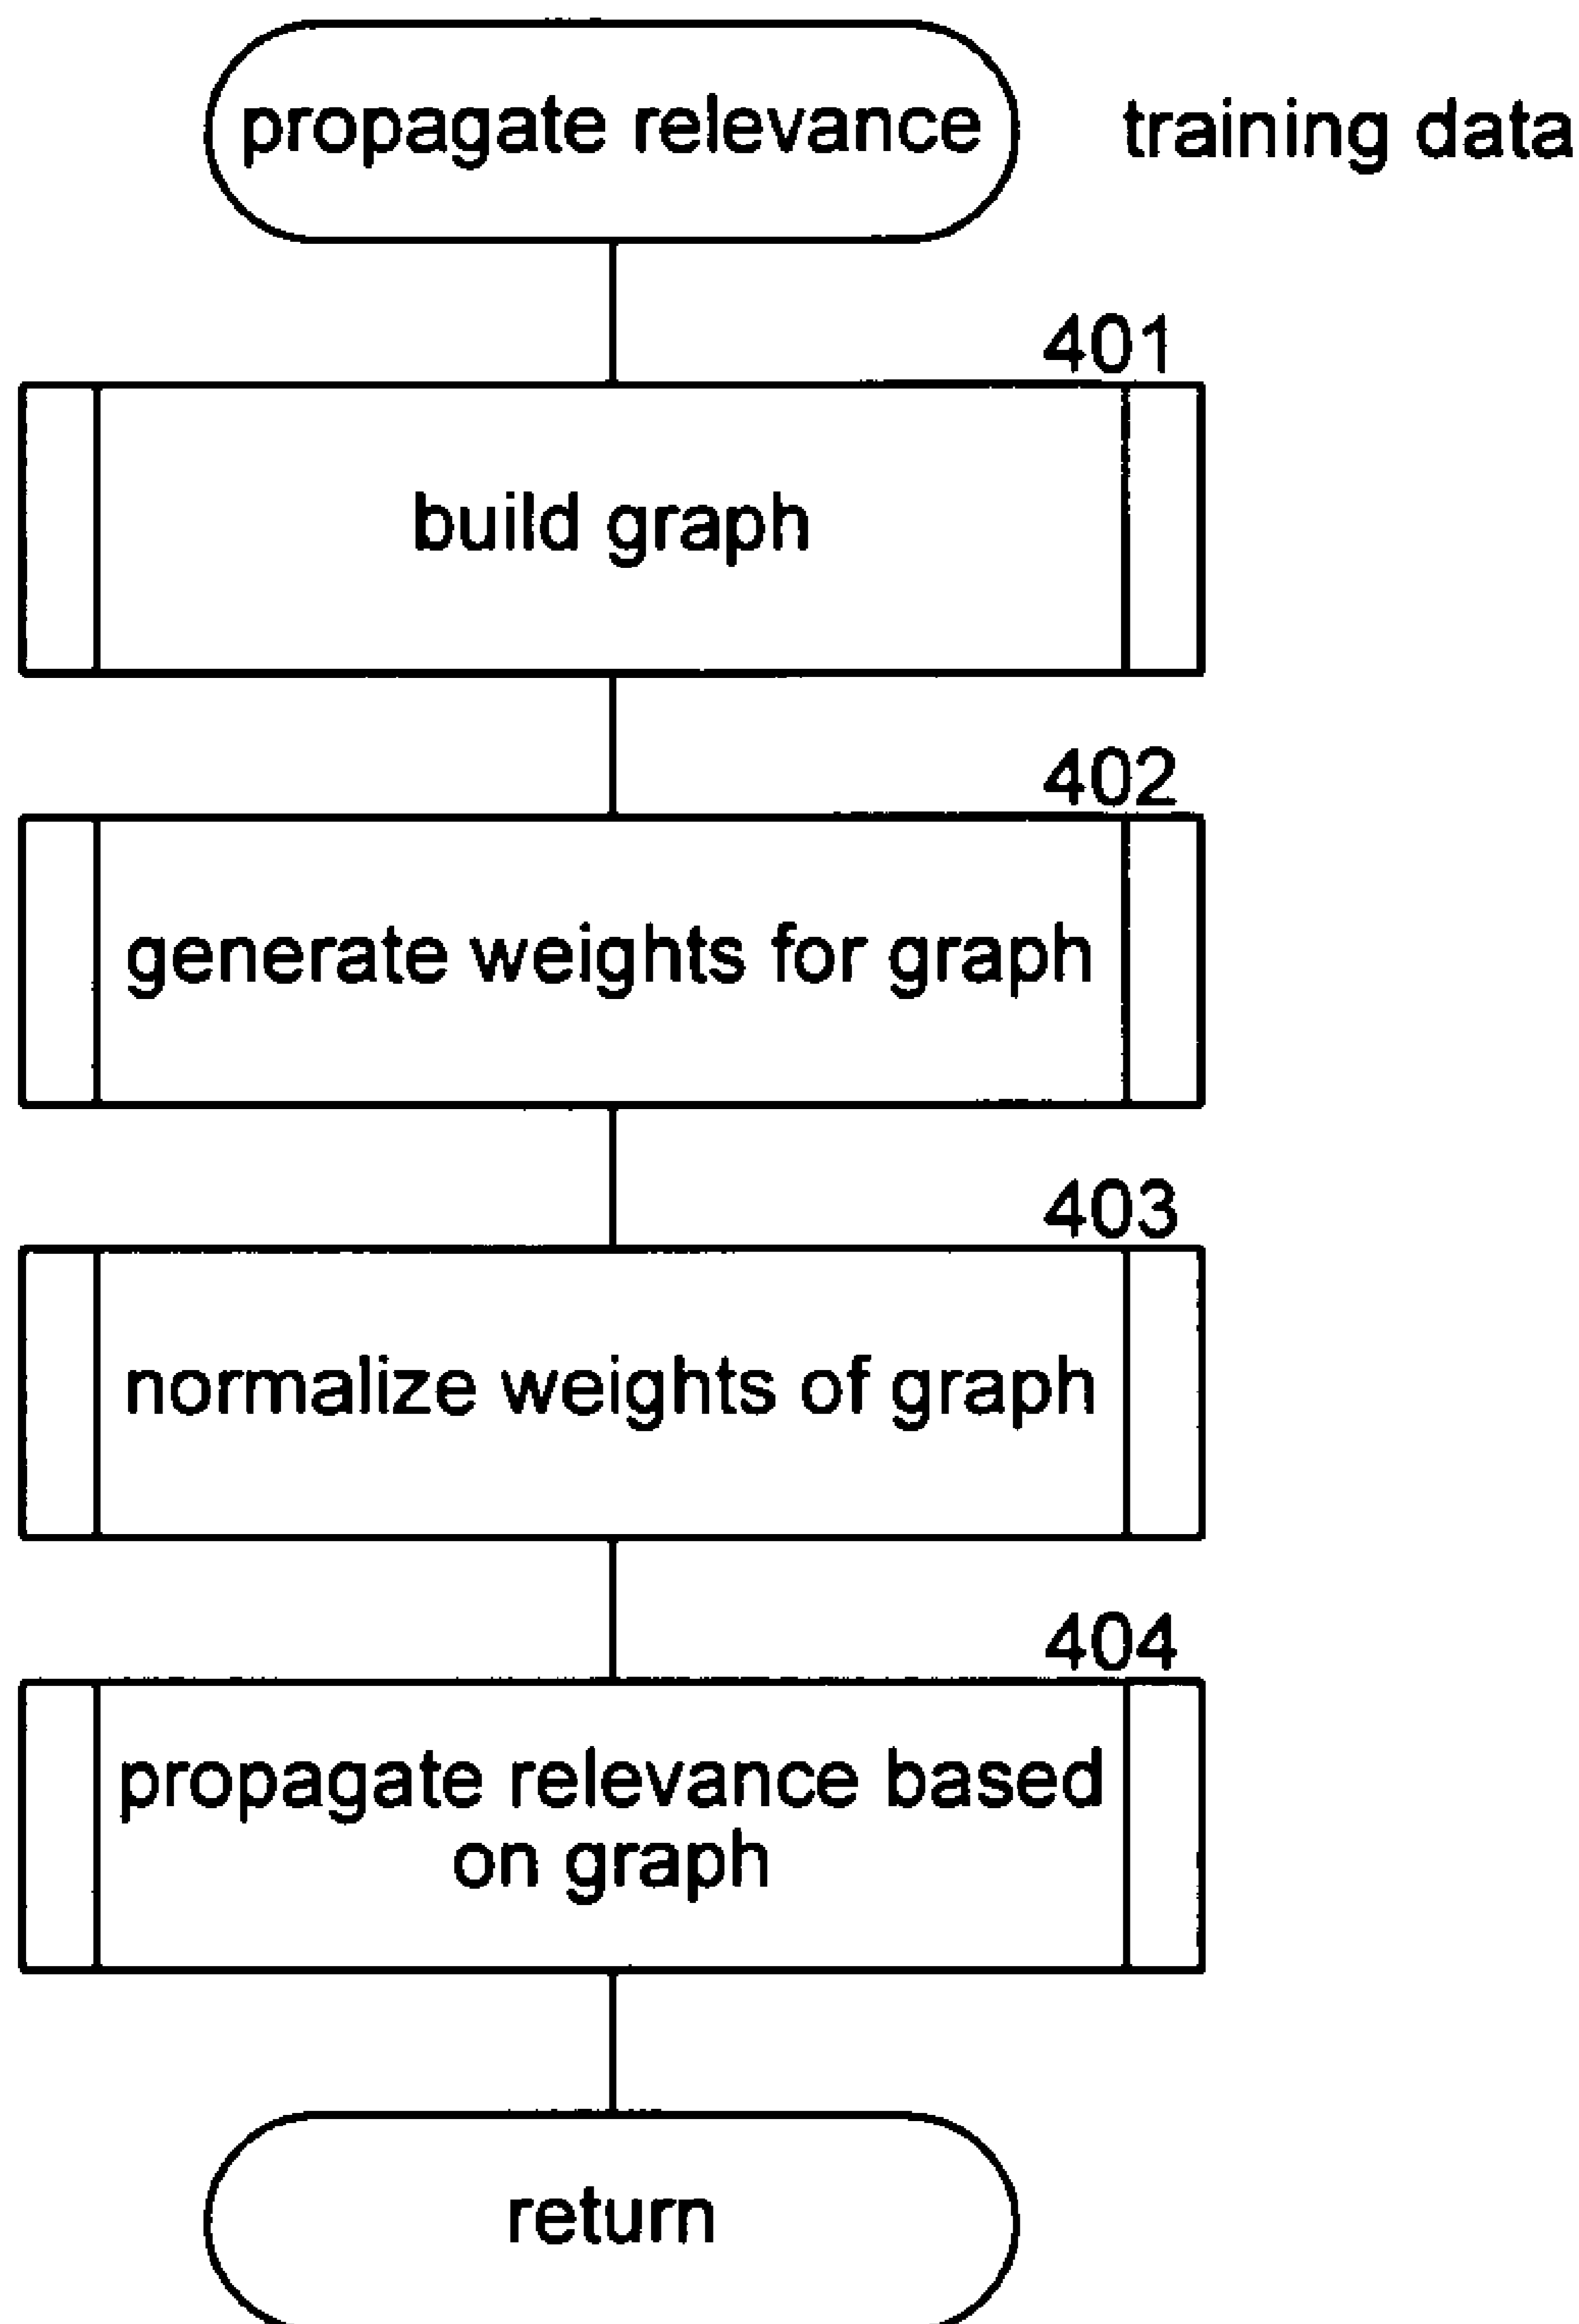 propagate relevance training data
401
build graph
402
generate weights for graph
403
normalize weights of graph
404
propagate relevance based
on graph
return